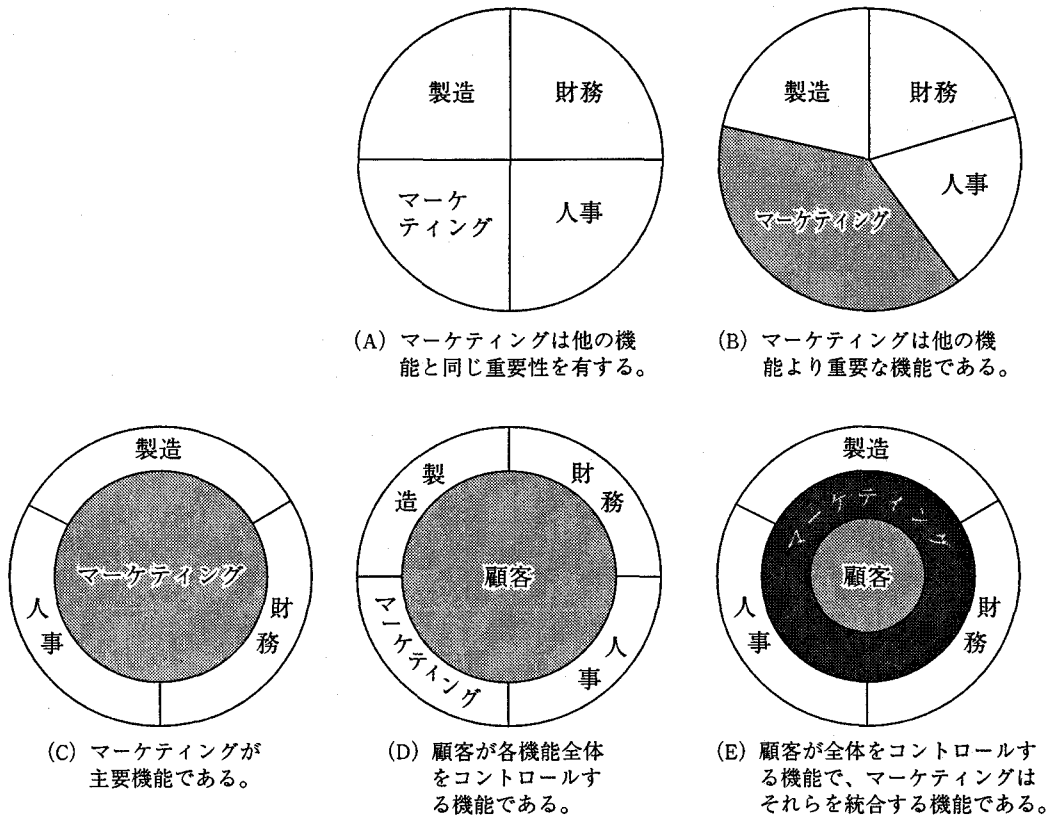 製造
財務
マーケ
ティング
人事
(A) マーケティングは他の機
能と同じ重要性を有する。
製造
財務
人事
マーケティング
(B) マーケティングは他の機
能より重要な機能である。
製造
マーケティング
人事
財務
(C) マーケティングが
主要機能である。
製造
財務
顧客
マーケティング
人事
(D) 顧客が各機能全体
をコントロールす
る機能である。
製造
マーケティング
顧客
人事
財務
(E) 顧客が全体をコントロールす
る機能で、マーケティングは
それらを統合する機能である。